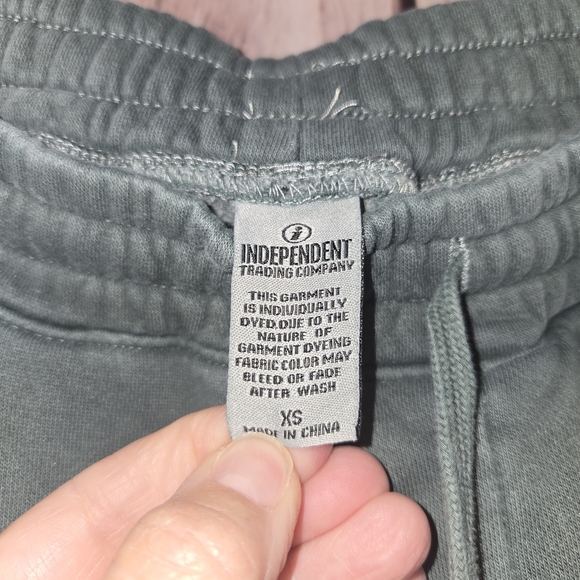 i
INDEPENDENT
TRADING COMPANY
THIS GARMENT
IS INDIVIDUALLY
DYED.DUE TO THE
NATURE OF
GARMENT DYEING
FABRIC COLOR MAY
BLEED OR FADE
AFTER WASH
XS
MADE IN CHINA